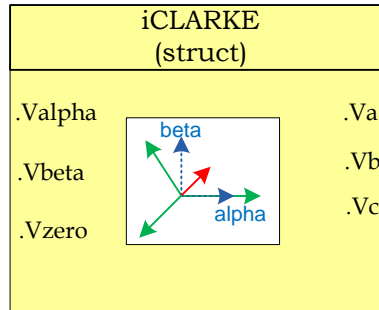 iCLARKE
(struct)
.Valpha
.Va
beta
.Vbeta
.Vb
alpha
.Vzero
.Vc